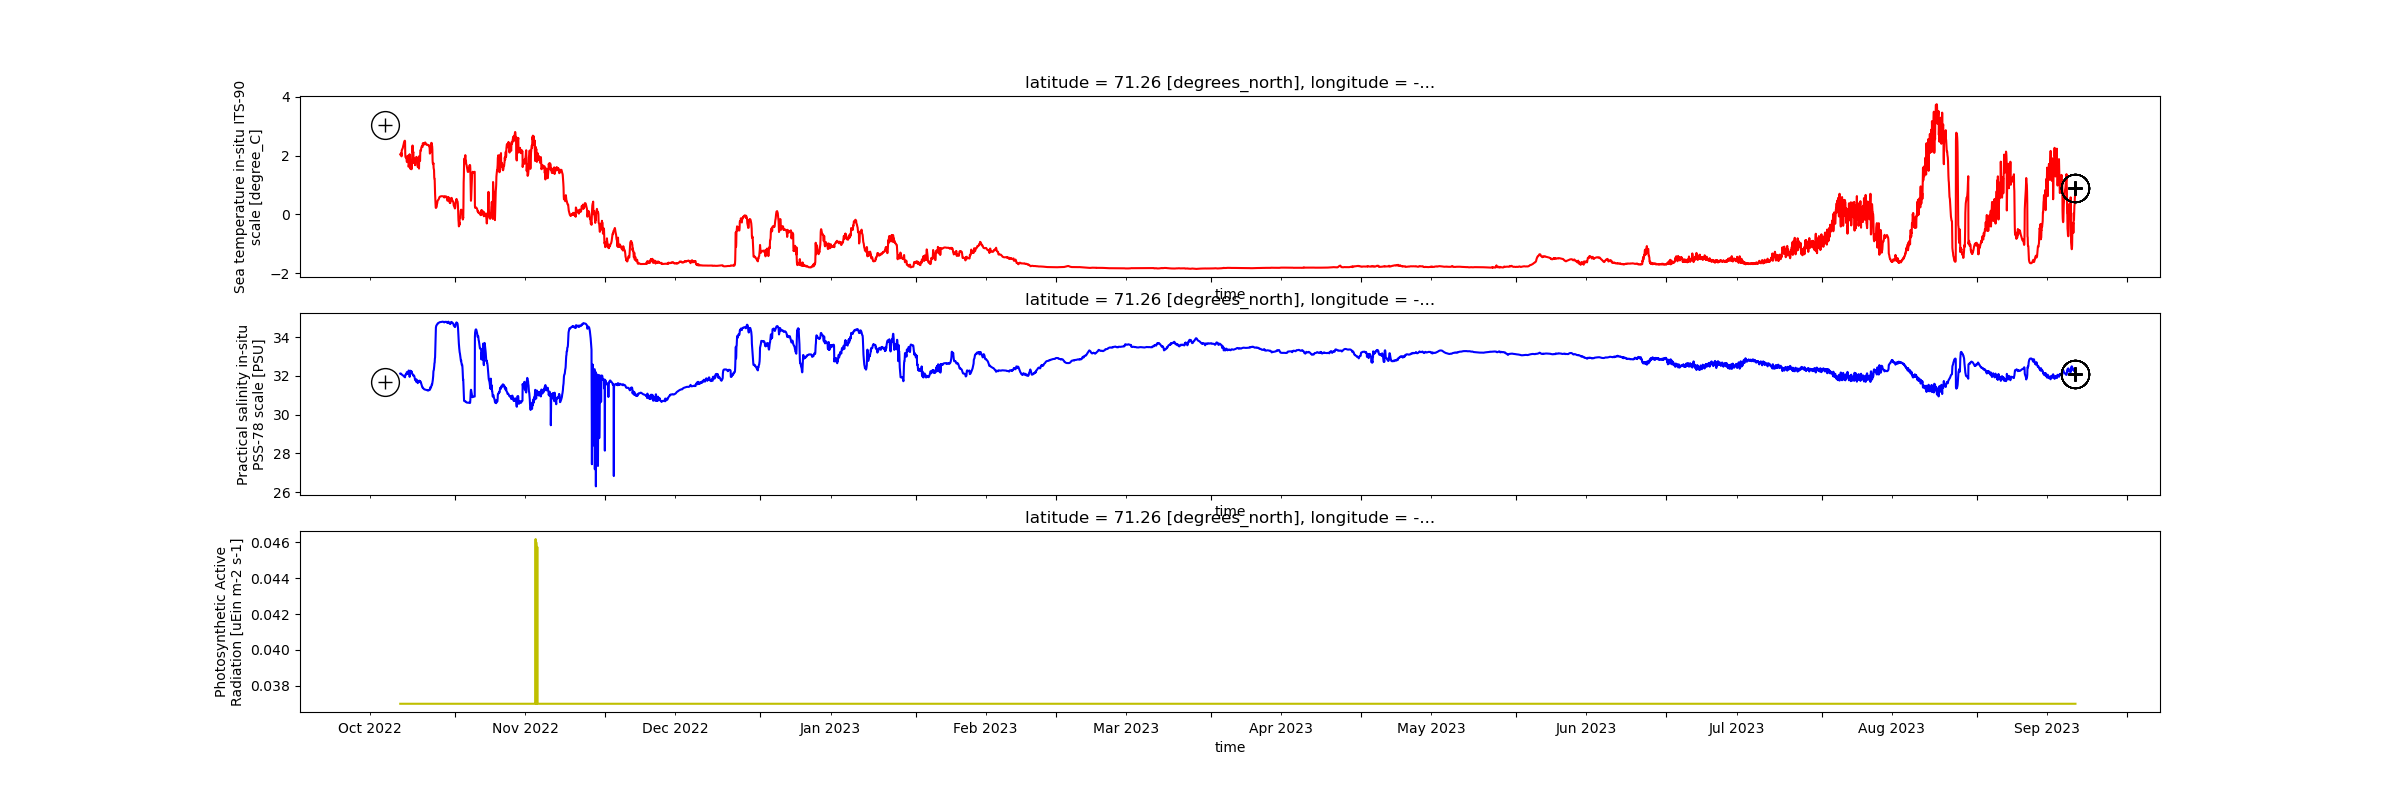 latitude = 71.26 [degrees_north], longitude = -...
Sea temperature in-situ ITS-90
scale [degree_C]
4
2
0
−2
time
latitude = 71.26 [degrees_north], longitude = -...
Practical salinity in-situ
PSS-78 scale [PSU]
34
32
30
28
26
time
latitude = 71.26 [degrees_north], longitude = -...
Photosynthetic Active
Radiation [uEin m-2 s-1]
0.046
0.044
0.042
0.040
0.038
Oct 2022 Nov 2022 Dec 2022 Jan 2023 Feb 2023 Mar 2023 Apr 2023 May 2023 Jun 2023 Jul 2023 Aug 2023 Sep 2023
time